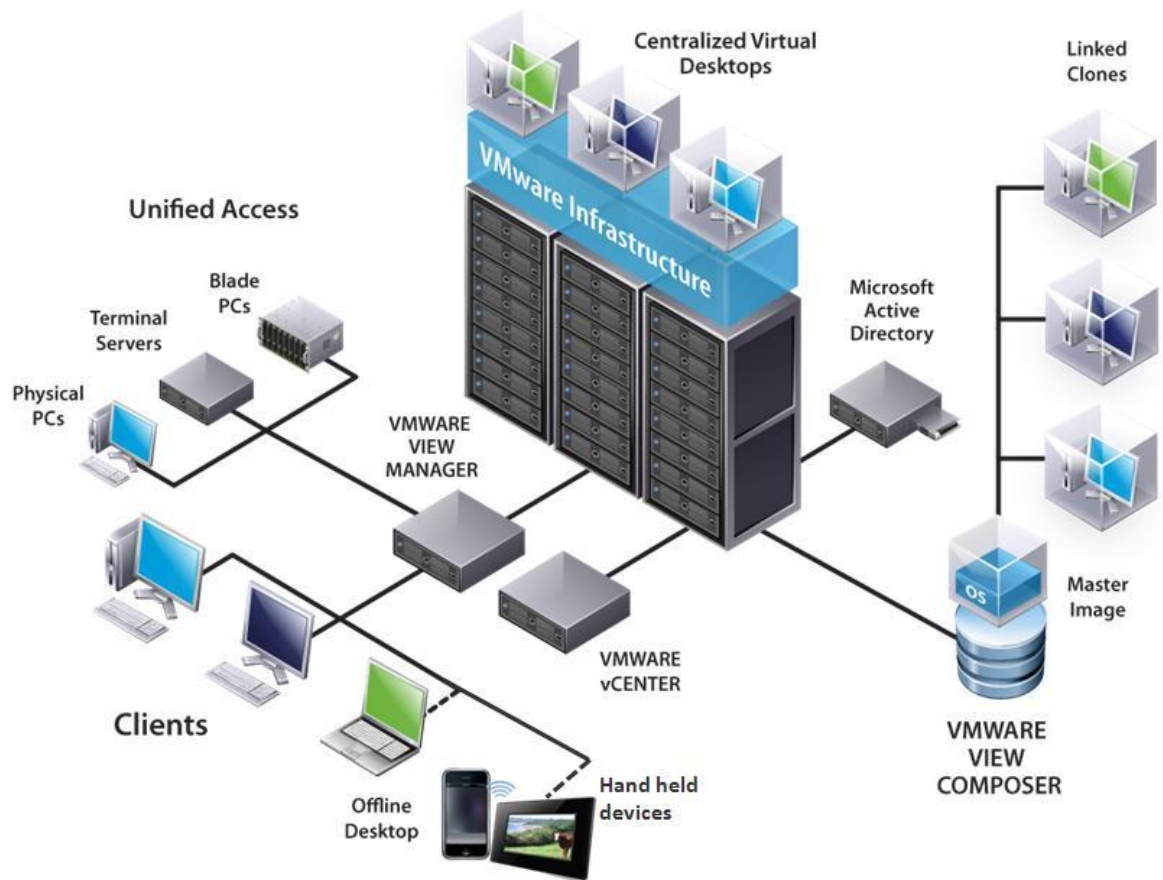 Centralized Virtual
Desktops
Linked
Clones
VMware Infrastructure
Unified Access
Blade
PCs
Terminal
Servers
Physical
PCs
Microsoft
Active
Directory
VMWARE
VIEW
MANAGER
OS
Master
Image
VMWARE
vCENTER
Clients
VMWARE
VIEW
COMPOSER
Offline
Desktop
Hand held
devices